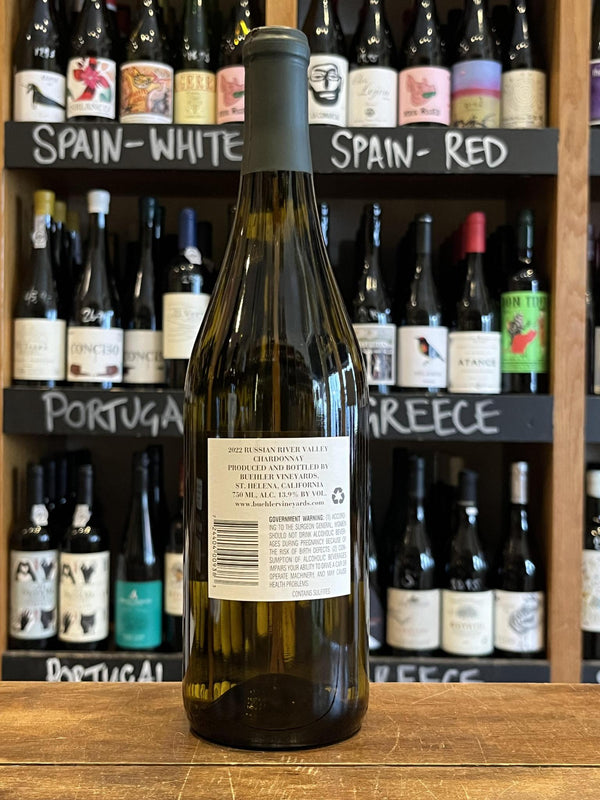 SPAIN-WHITE
SPAIN- RED
CONCISO
CONCI
ATANCE
PORTUGA
GREECE
2022 RUSSIAN RIVER VALLEY
CHARDONNAY
PRODUCED AND BOTTLED BY
BUEHLER VINEYARDS,
ST. HELENA, CALIFORNIA
750 ML, ALC. 13.9% BY VOL.
www.buehlervineyards.com
GOVERNMENT WARNING: (1) ACCORD-
ING TO THE SURGEON GENERAL, WOMEN
SHOULD NOT DRINK ALCOHOLIC BEVER-
AGES DURING PREGNANCY BECAUSE OF
THE RISK OF BIRTH DEFECTS. (2) CON-
SUMPTION OF ALCOHOLIC BEVERAGES
IMPAIRS YOUR ABILITY TO DRIVE A CAR OR
OPERATE MACHINERY, AND MAY CAUSE
HEALTH PROBLEMS.
CONTAINS SULFITES
PORTUGAL
GREECE